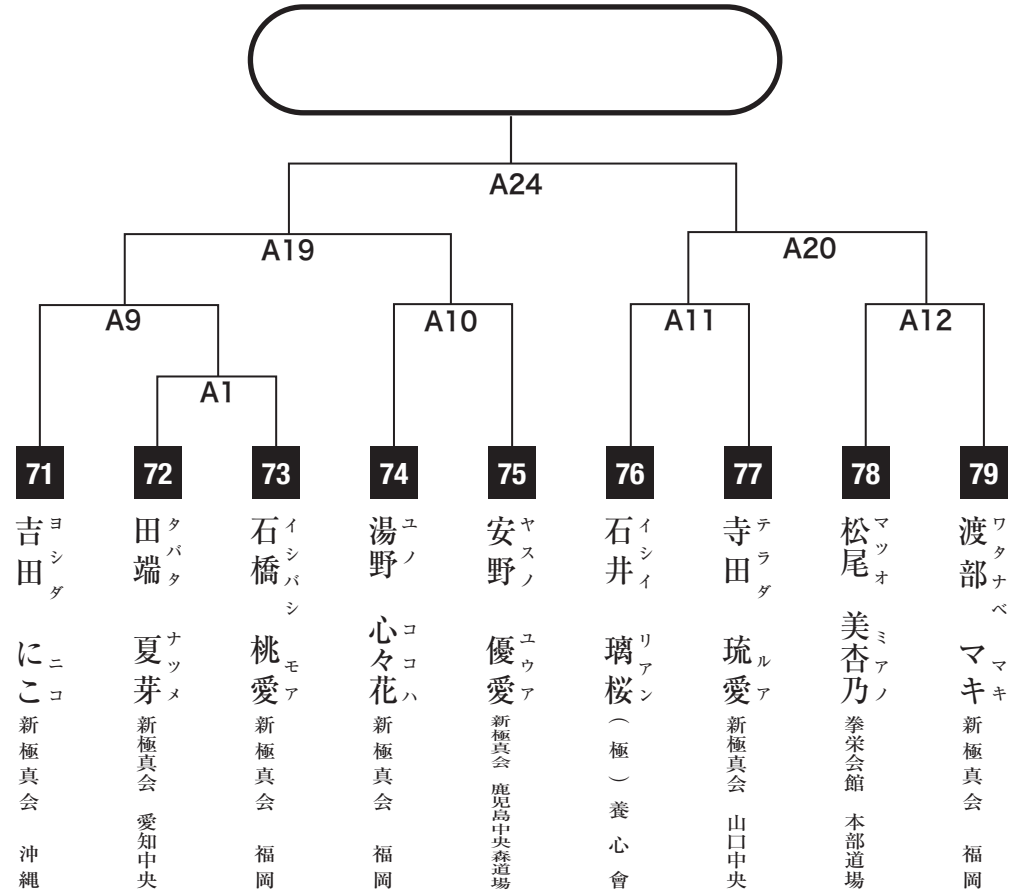 A24
A19
A20
A9
A10
A11
A12
A1
71
72
73
74
75
76
77
78
79
吉田 にこ
ヨシダ ニコ
新極真会 沖縄
田端 夏芽
タバタ ナツメ
新極真会 愛知中央
石橋 桃愛
イシバシ モア
新極真会 福岡
湯野 心々花
ユノ ココハ
新極真会 福岡
安野 優愛
ヤスノ ユウア
新極真会 鹿児島中央森道場
石井 璃桜
イシイ リアン
(極)養心會
寺田 琉愛
テラダ ルア
新極真会 山口中央
松尾 美杏乃
マツオ ミアノ
拳栄会館 本部道場
渡部 マキ
ワタナベ マキ
新極真会 福岡